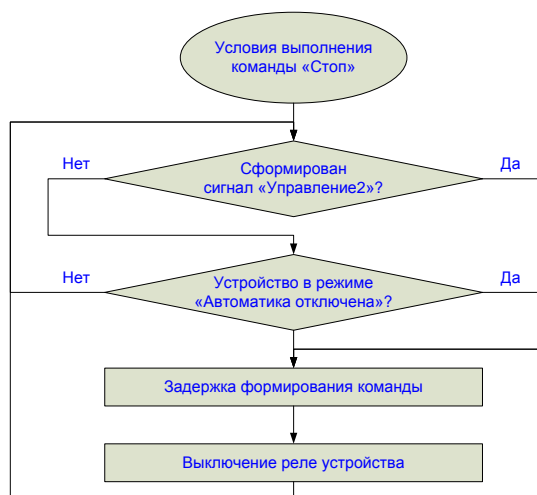 Условия выполнения
команды «Стоп»
Нет
Сформирован
сигнал «Управление2»?
Да
Нет
Устройство в режиме
«Автоматика отключена»?
Да
Задержка формирования команды
Выключение реле устройства